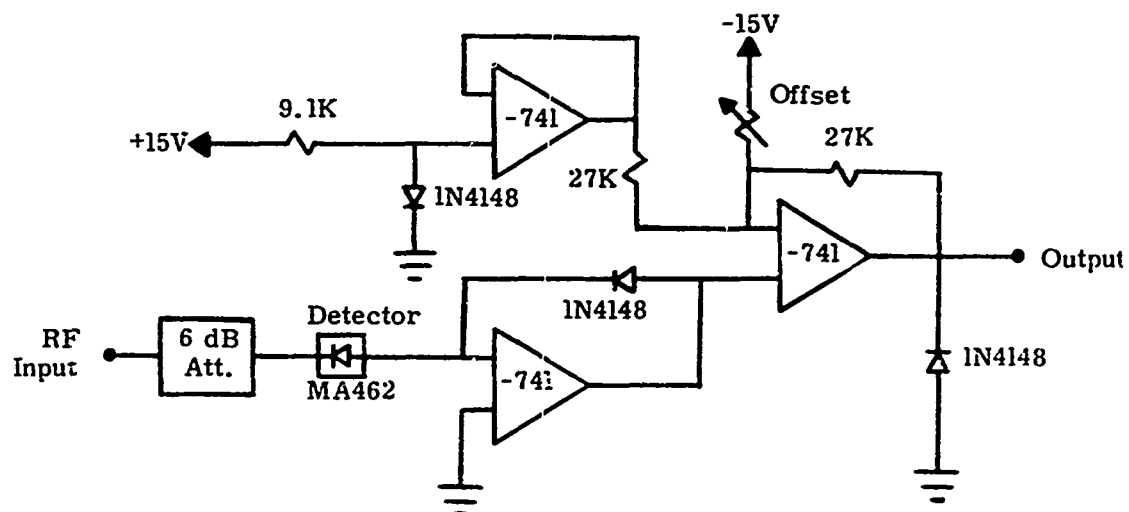 -15V
Offset
9.1K
-741
27K
+15V
27K
1N4148
-741
Output
1N4148
Detector
RF
Input
6 dB
Att.
1N4148
MA462
-741